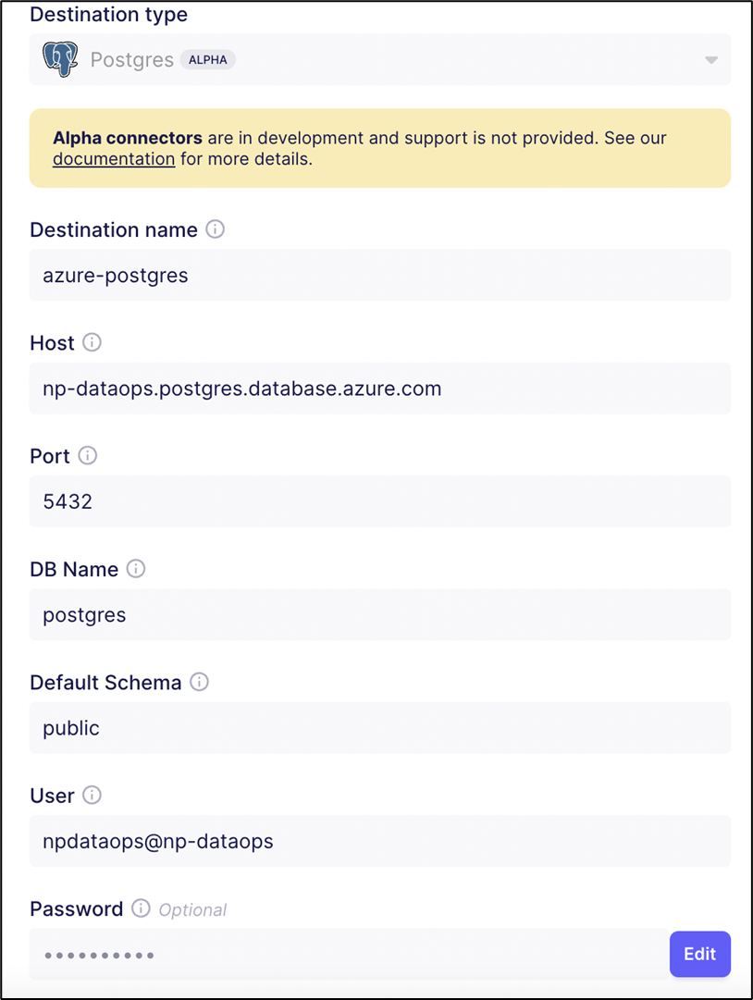 Destination type
Postgres ALPHA
Alpha connectors are in development and support is not provided. See our
documentation for more details.
Destination name
azure-postgres
Host
np-dataops.postgres.database.azure.com
Port
5432
DB Name
postgres
Default Schema
public
User
npdataops@np-dataops
Password Optional
••••••••••
Edit